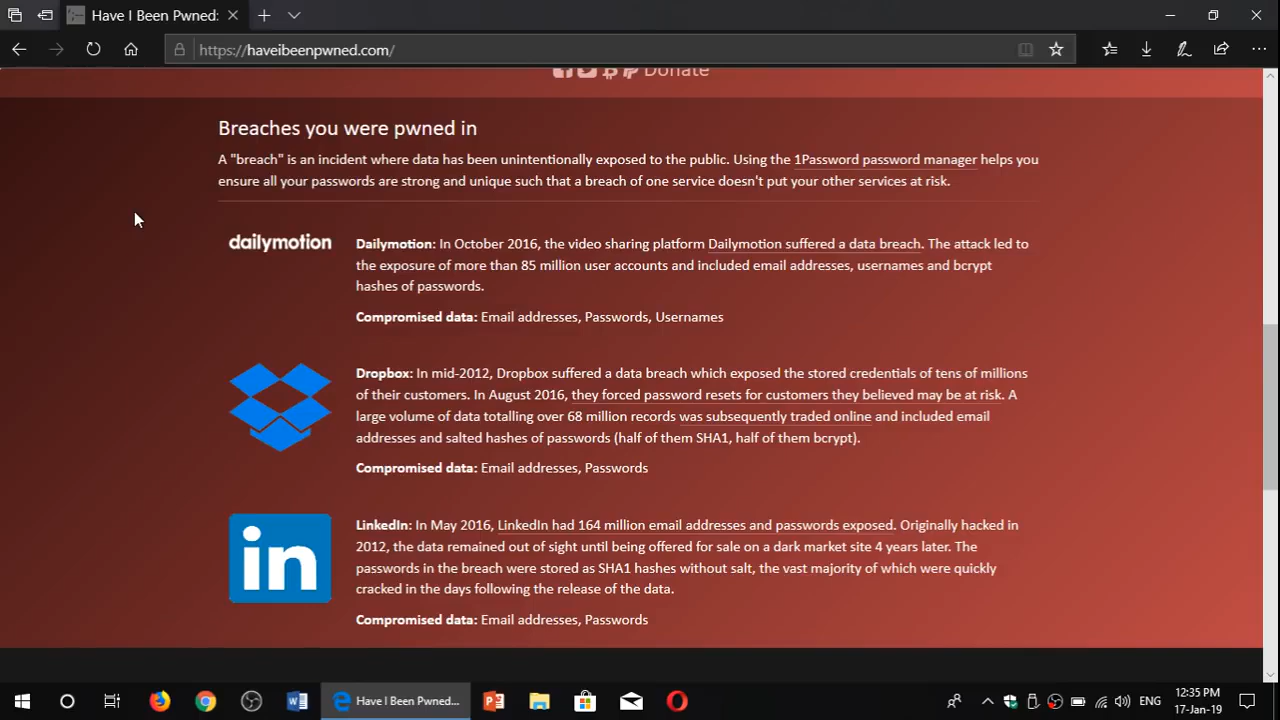 Have I Been Pwned:
https://haveibeenpwned.com/
Donate
Breaches you were pwned in
A "breach" is an incident where data has been unintentionally exposed to the public. Using the 1Password password manager helps you
ensure all your passwords are strong and unique such that a breach of one service doesn't put your other services at risk.
dailymotion
Dailymotion: In October 2016, the video sharing platform Dailymotion suffered a data breach. The attack led to
the exposure of more than 85 million user accounts and included email addresses, usernames and bcrypt
hashes of passwords.
Compromised data: Email addresses, Passwords, Usernames
Dropbox: In mid-2012, Dropbox suffered a data breach which exposed the stored credentials of tens of millions
of their customers. In August 2016, they forced password resets for customers they believed may be at risk. A
large volume of data totalling over 68 million records was subsequently traded online and included email
addresses and salted hashes of passwords (half of them SHA1, half of them bcrypt).
Compromised data: Email addresses, Passwords
in
LinkedIn: In May 2016, LinkedIn had 164 million email addresses and passwords exposed. Originally hacked in
2012, the data remained out of sight until being offered for sale on a dark market site 4 years later. The
passwords in the breach were stored as SHA1 hashes without salt, the vast majority of which were quickly
cracked in the days following the release of the data.
Compromised data: Email addresses, Passwords
Have I Been Pwned...
ENG
12:35 PM
17-Jan-19